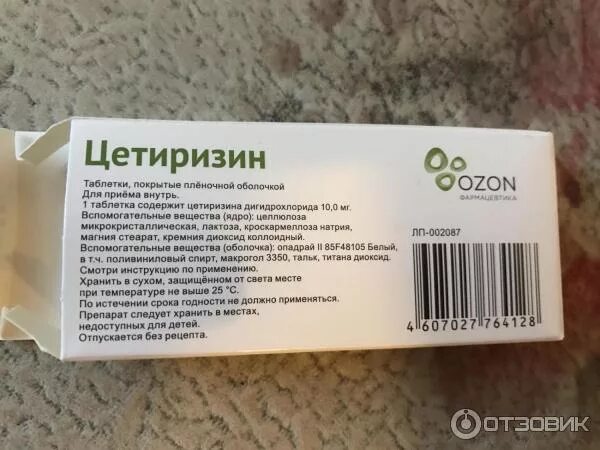 Цетиризин
Таблетки, покрытые плёночной оболочкой
Для приёма внутрь.
1 таблетка содержит цетиризина дигидрохлорида 10,0 мг.
Вспомогательные вещества (ядро): целлюлоза
микрокристаллическая, лактоза, кроскармеллоза натрия,
магния стеарат, кремния диоксид коллоидный.
Вспомогательные вещества (оболочка): опадрай II 85F48105 Белый,
в т.ч. поливиниловый спирт, макрогол 3350, тальк, титана диоксид.
Смотри инструкцию по применению.
Хранить в сухом, защищённом от света месте
при температуре не выше 25 °С.
По истечении срока годности не должно применяться.
Препарат следует хранить в местах,
недоступных для детей.
Отпускается без рецепта.
OZON
ФАРМАЦЕВТИКА
ЛП-002087
4 607027 764128
ОТЗОВИК